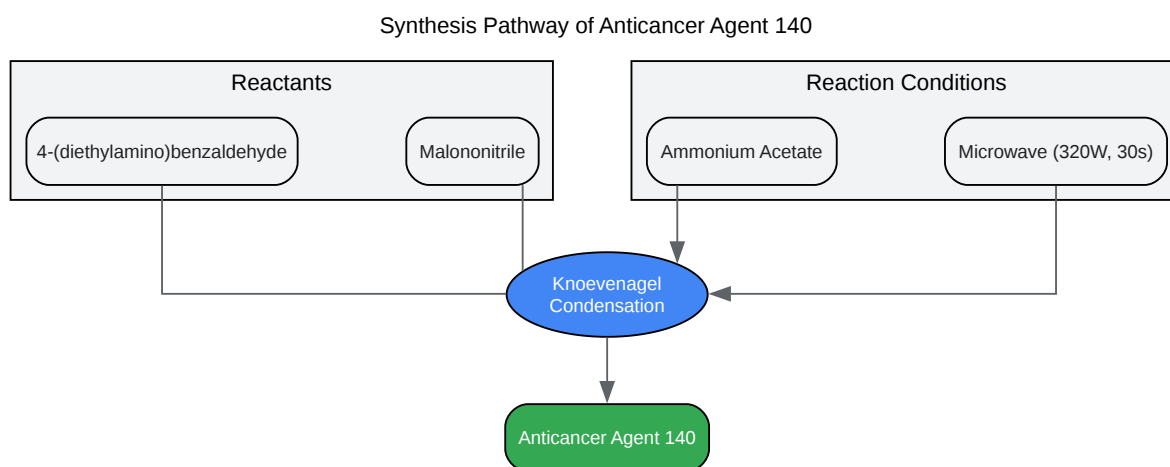 Synthesis Pathway of Anticancer Agent 140
Reactants
Reaction Conditions
4-(diethylamino)benzaldehyde
Malononitrile
Ammonium Acetate
Microwave (320W, 30s)
Knoevenagel
Condensation
Anticancer Agent 140